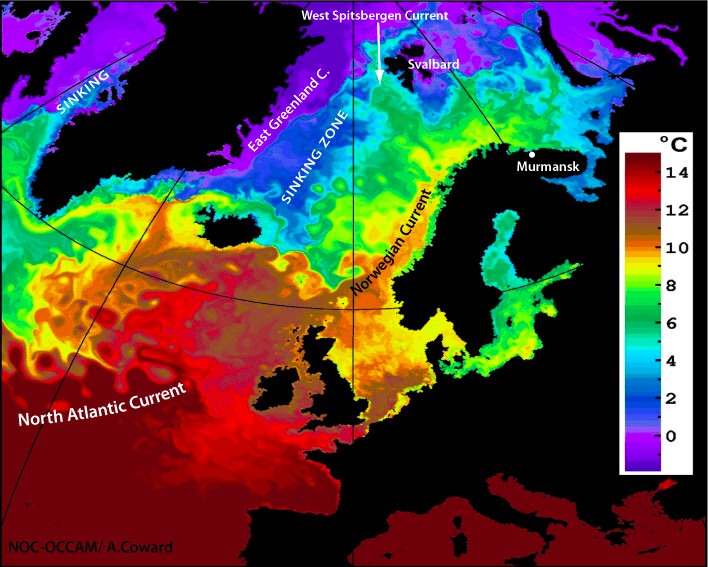 West Spitsbergen Current
Svalbard
SINKING
East Greenland C.
SINKING ZONE
Murmansk
Norwegian Current
North Atlantic Current
°C
14
12
10
8
6
4
2
0
NOC-OCCAM/ A.Coward